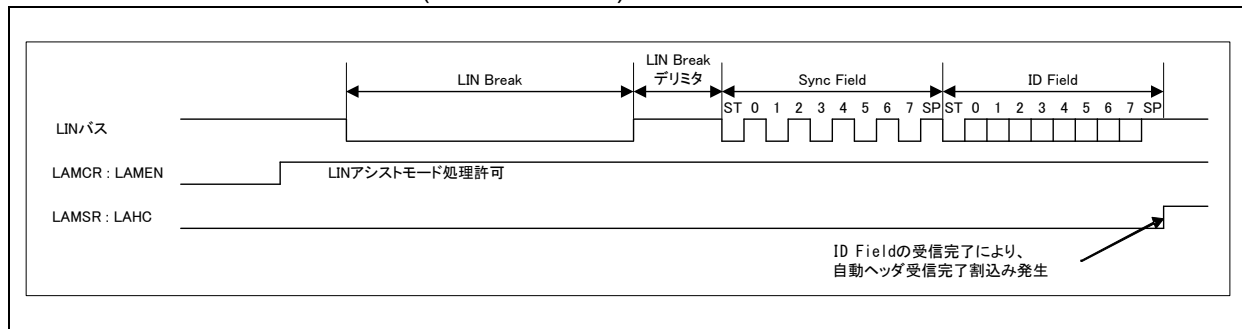 LIN Break
LIN Break
デリミタ
Sync Field
ID Field
ST 0 1 2 3 4 5 6 7 SP ST 0 1 2 3 4 5 6 7 SP
LINバス
LAMCR : LAMEN
LINアシストモード処理許可
LAMSR : LAHC
ID Fieldの受信完了により、
自動ヘッダ受信完了割込み発生